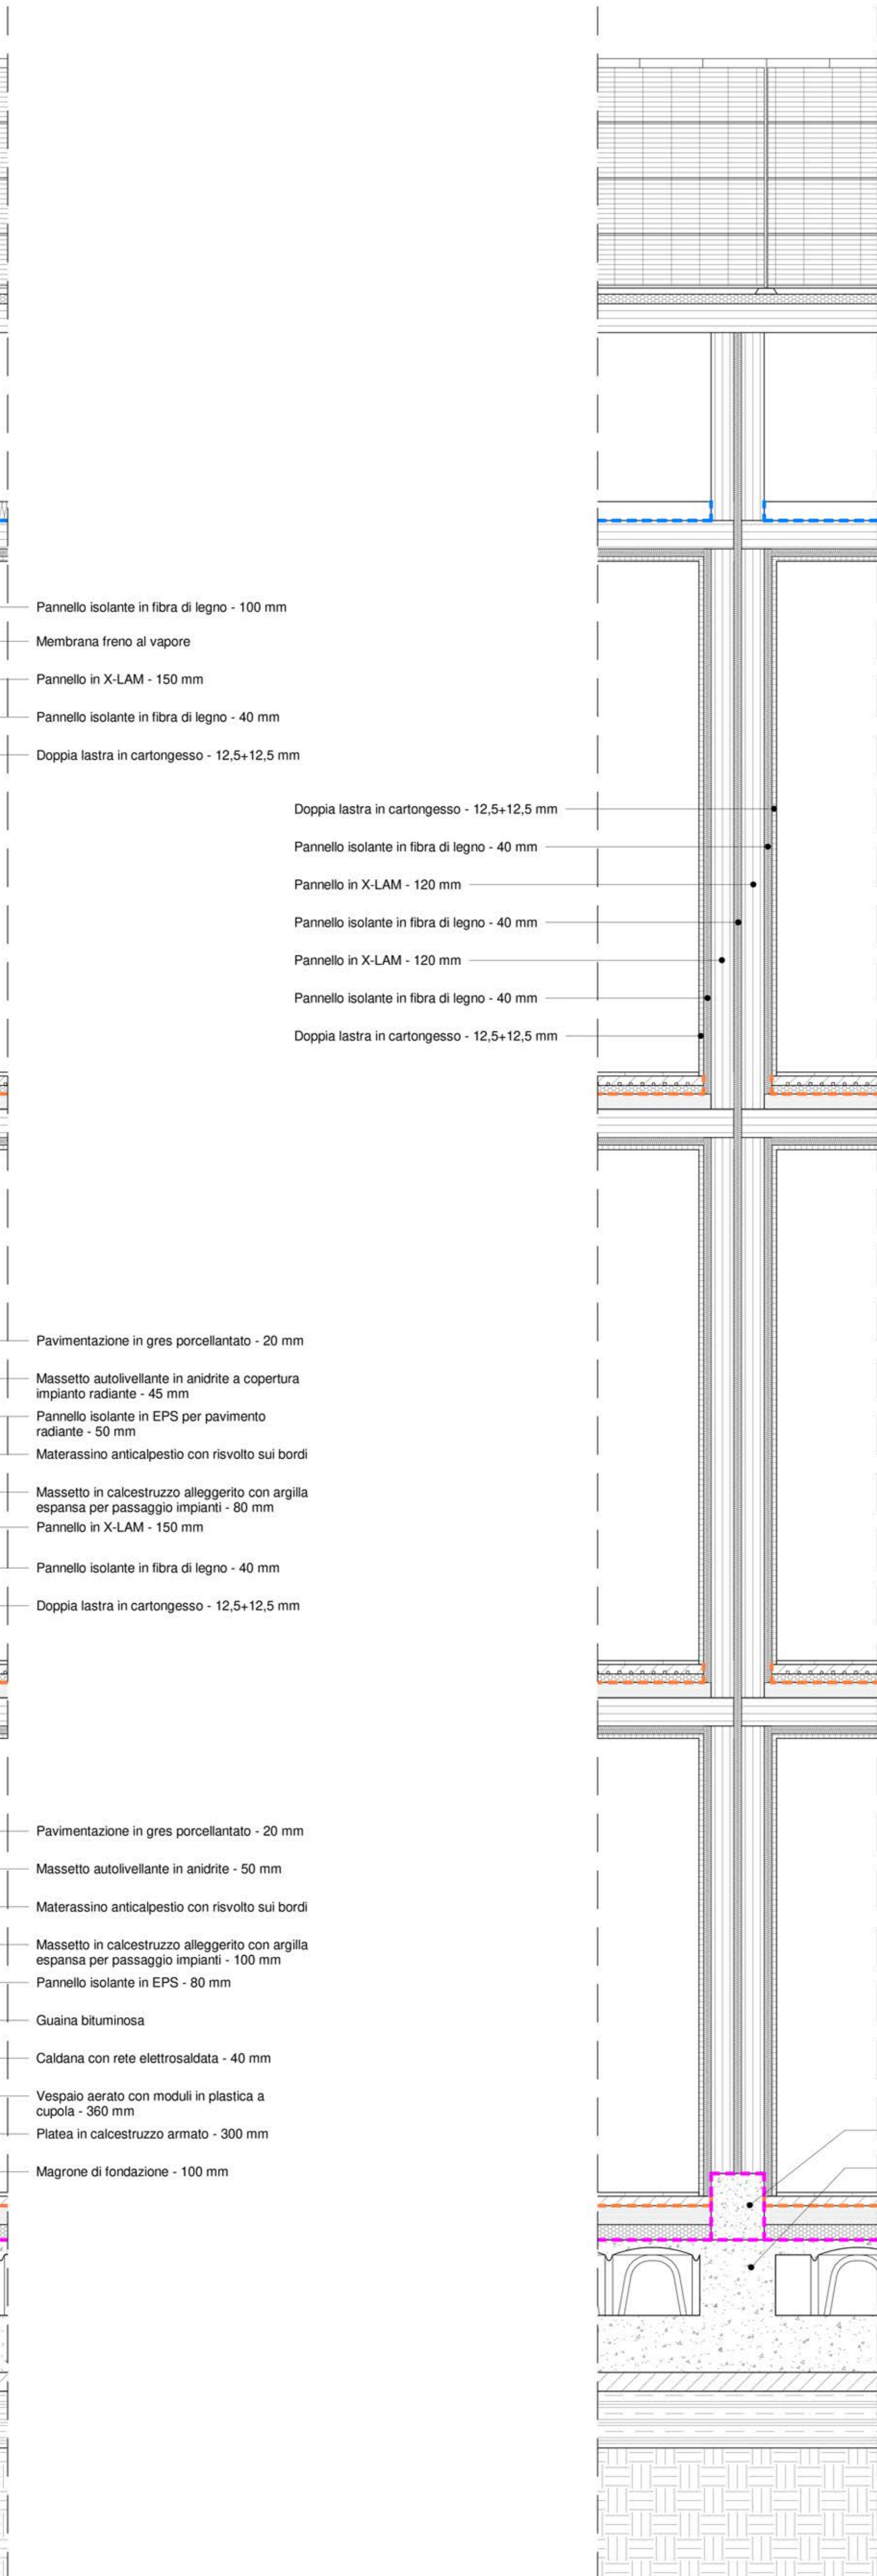 Pannello isolante in fibra di legno - 100 mm
Membrana freno al vapore
Pannello in X-LAM - 150 mm
Pannello isolante in fibra di legno - 40 mm
Doppia lastra in cartongesso - 12,5+12,5 mm
Doppia lastra in cartongesso - 12,5+12,5 mm
Pannello isolante in fibra di legno - 40 mm
Pannello in X-LAM - 120 mm
Pannello isolante in fibra di legno - 40 mm
Pannello in X-LAM - 120 mm
Pannello isolante in fibra di legno - 40 mm
Doppia lastra in cartongesso - 12,5+12,5 mm
Pavimentazione in gres porcellantato - 20 mm
Massetto autolivellante in anidrite a copertura
impianto radiante - 45 mm
Pannello isolante in EPS per pavimento
radiante - 50 mm
Materassino anticalpestio con risvolto sui bordi
Massetto in calcestruzzo alleggerito con argilla
espansa per passaggio impianti - 80 mm
Pannello in X-LAM - 150 mm
Pannello isolante in fibra di legno - 40 mm
Doppia lastra in cartongesso - 12,5+12,5 mm
Pavimentazione in gres porcellantato - 20 mm
Massetto autolivellante in anidrite - 50 mm
Materassino anticalpestio con risvolto sui bordi
Massetto in calcestruzzo alleggerito con argilla
espansa per passaggio impianti - 100 mm
Pannello isolante in EPS - 80 mm
Guaina bituminosa
Caldana con rete elettrosaldata - 40 mm
Vespaio aerato con moduli in plastica a
cupola - 360 mm
Platea in calcestruzzo armato - 300 mm
Magrone di fondazione - 100 mm